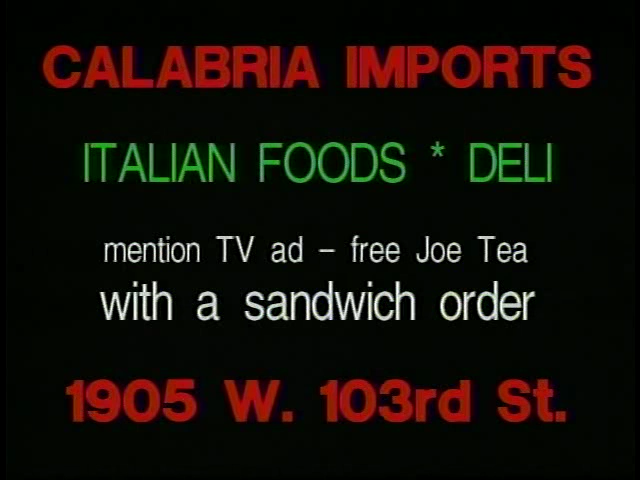 CALABRIA IMPORTS
ITALIAN FOODS * DELI
mention TV ad - free Joe Tea
with a sandwich order
1905 W. 103rd St.